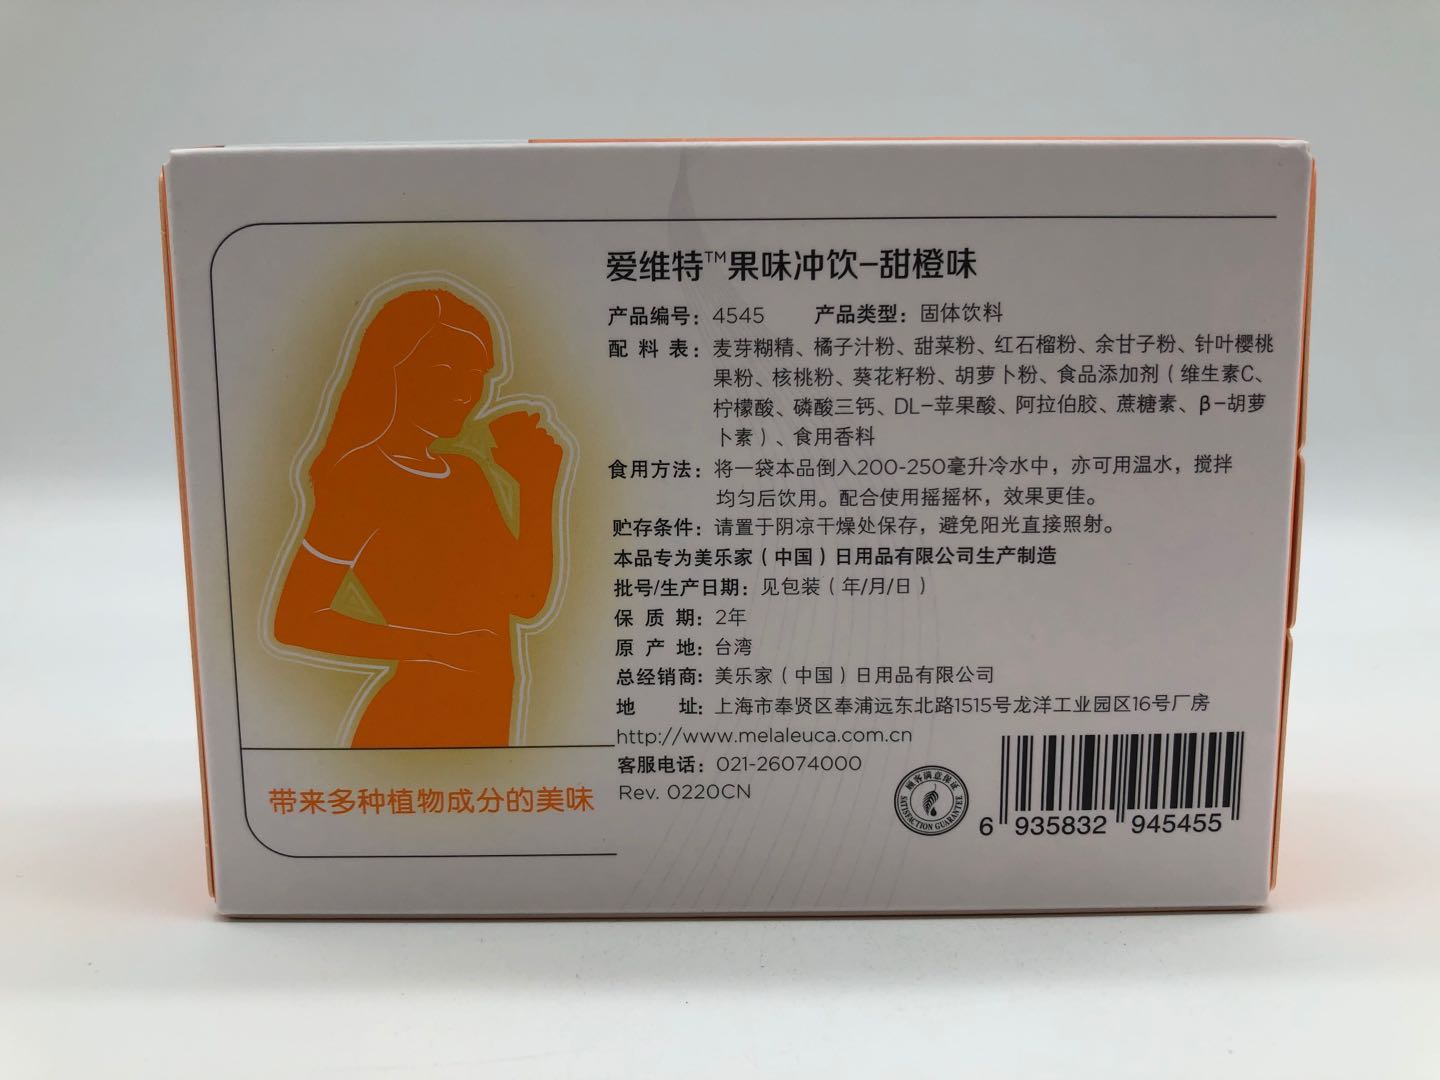 爱维特™果味冲饮-甜橙味
产品编号：4545 产品类型：固体饮料
配料表：麦芽糊精、橘子汁粉、甜菜粉、红石榴粉、余甘子粉、针叶樱桃
果粉、核桃粉、葵花籽粉、胡萝卜粉、食品添加剂（维生素C、
柠檬酸、磷酸三钙、DL-苹果酸、阿拉伯胶、蔗糖素、β-胡萝
卜素）、食用香料
食用方法：将一袋本品倒入200-250毫升冷水中，亦可用温水，搅拌
均匀后饮用。配合使用摇摇杯，效果更佳。
贮存条件：请置于阴凉干燥处保存，避免阳光直接照射。
本品专为美乐家（中国）日用品有限公司生产制造
批号/生产日期：见包装（年/月/日）
保质期：2年
原产地：台湾
总经销商：美乐家（中国）日用品有限公司
地址：上海市奉贤区奉浦远东北路1515号龙洋工业园区16号厂房
http://www.melaleuca.com.cn
客服电话：021-26074000
Rev. 0220CN
带来多种植物成分的美味
顾客满意保证
SATISFACTION GUARANTEE
6 935832 945455